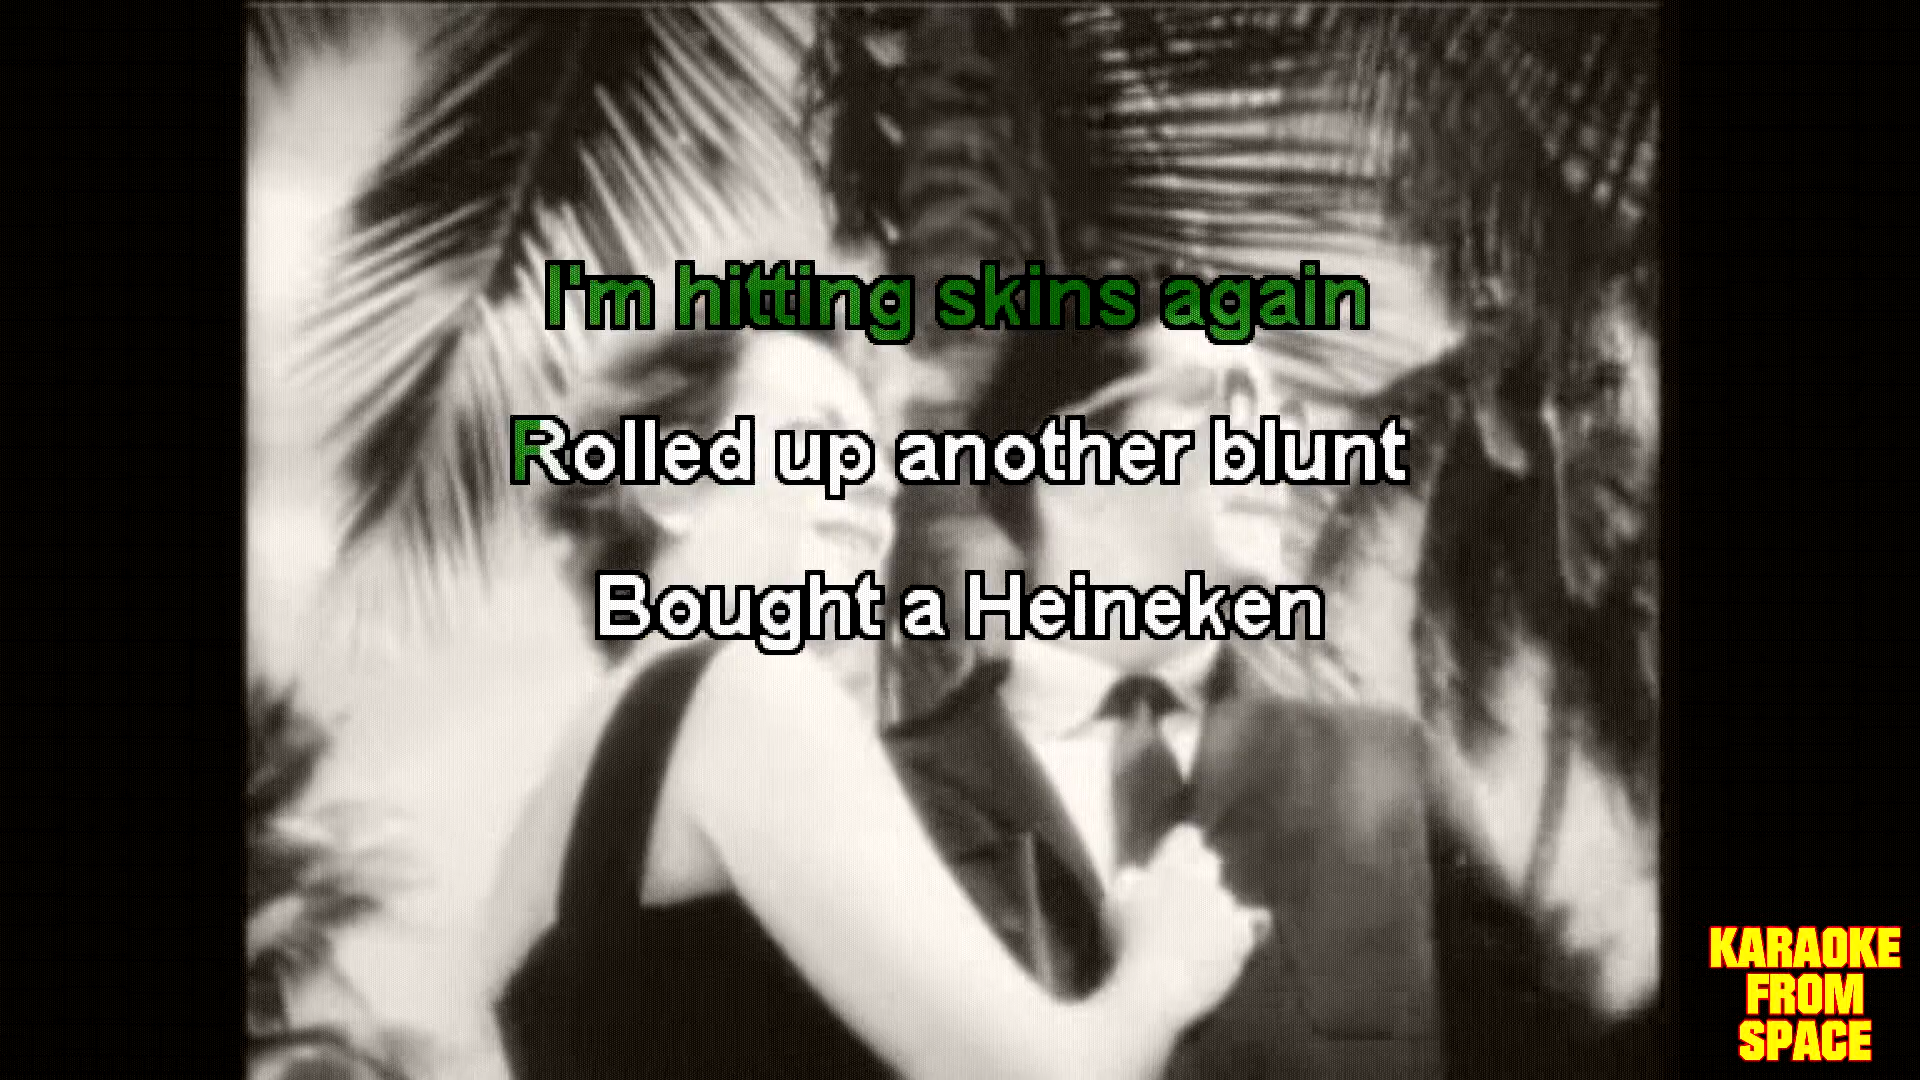 I'm hitting skins again
Rolled up another blunt
Bought a Heineken
KARAOKE
FROM
SPACE